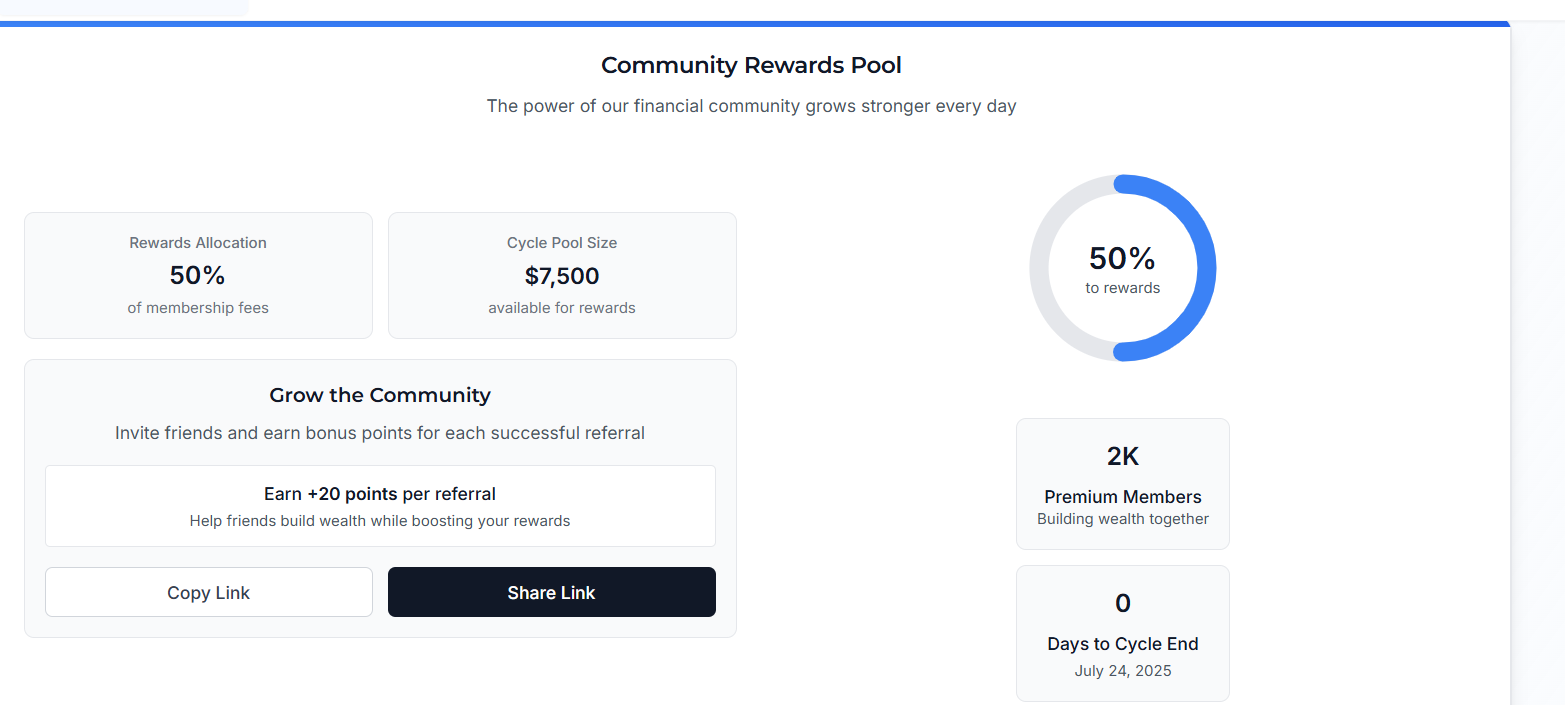 Community Rewards Pool
The power of our financial community grows stronger every day
Rewards Allocation
50%
of membership fees
Cycle Pool Size
$7,500
available for rewards
Grow the Community
Invite friends and earn bonus points for each successful referral
Earn +20 points per referral
Help friends build wealth while boosting your rewards
Copy Link
Share Link
50%
to rewards
2K
Premium Members
Building wealth together
0
Days to Cycle End
July 24, 2025